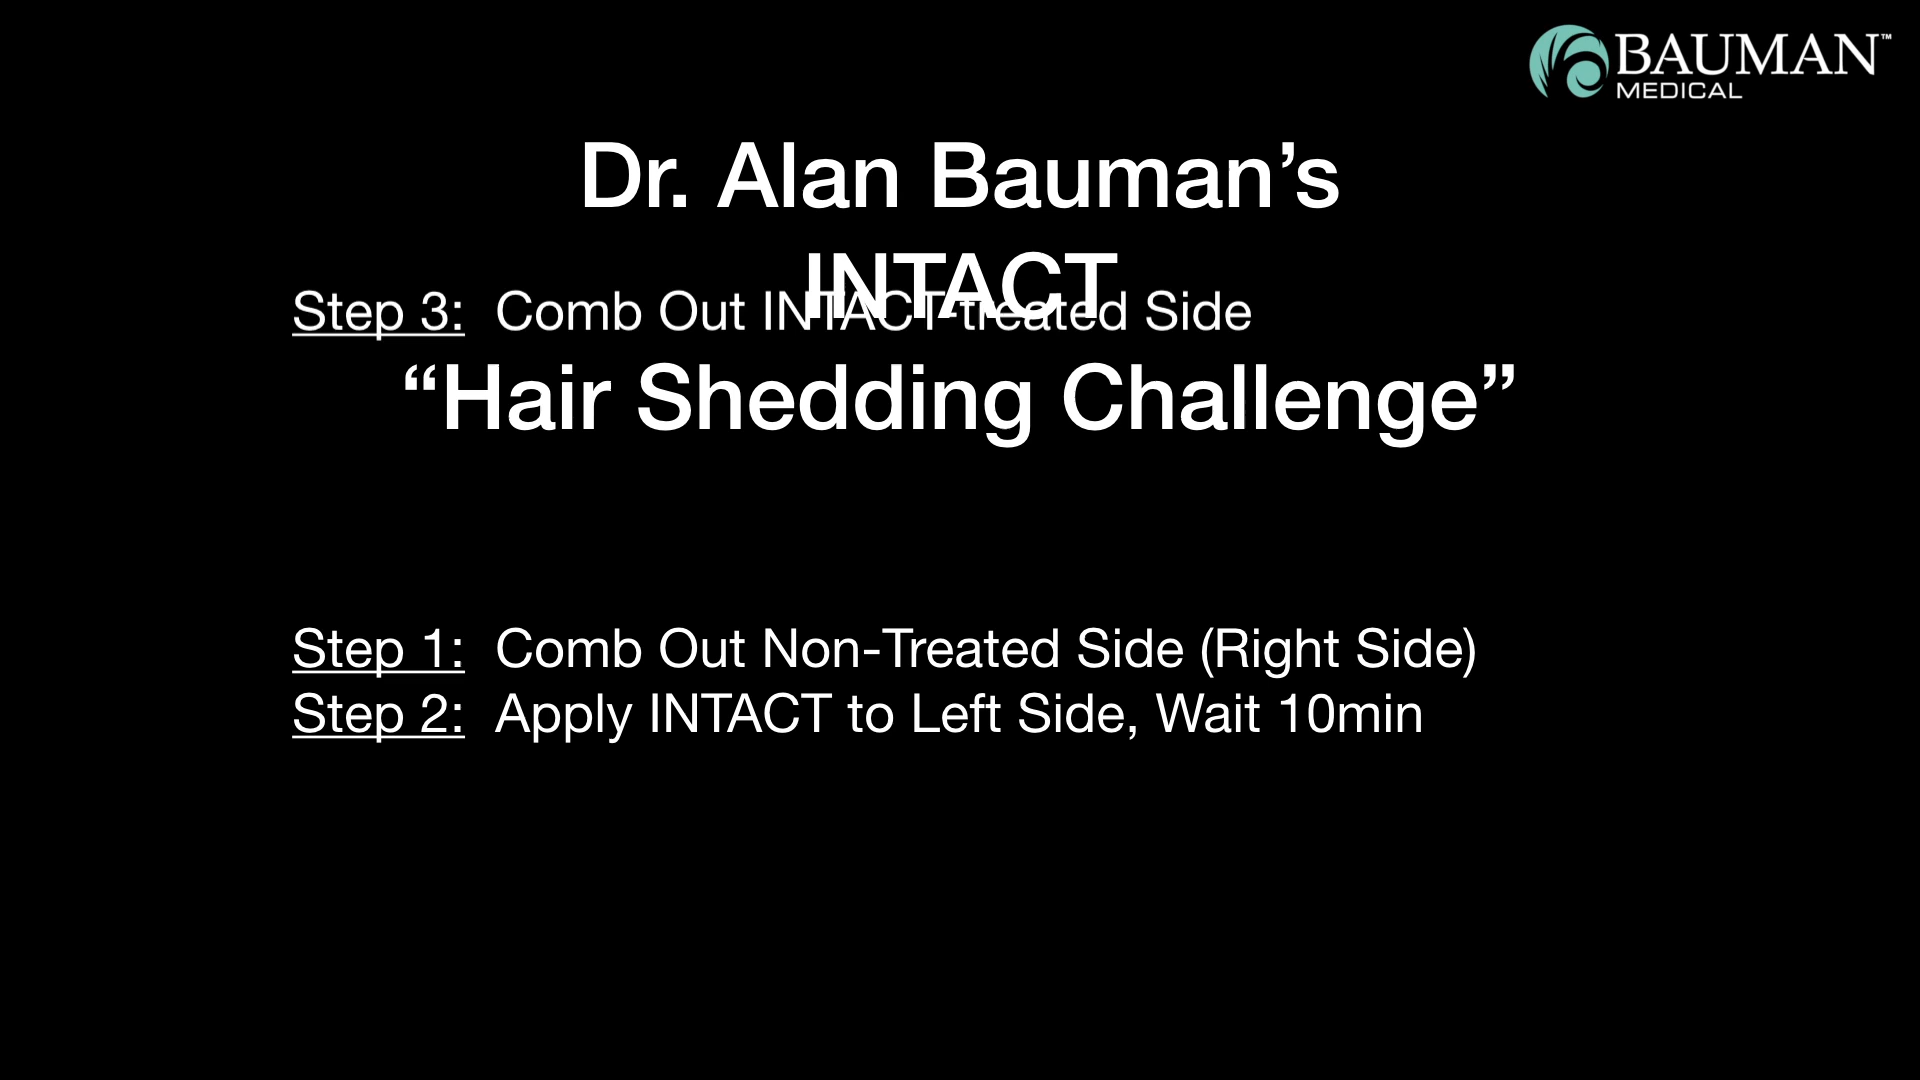 BAUMAN™
MEDICAL
Dr. Alan Bauman’s
INTACT
Step 3: Comb Out INTACT-treated Side
“Hair Shedding Challenge”
Step 1: Comb Out Non-Treated Side (Right Side)
Step 2: Apply INTACT to Left Side, Wait 10min